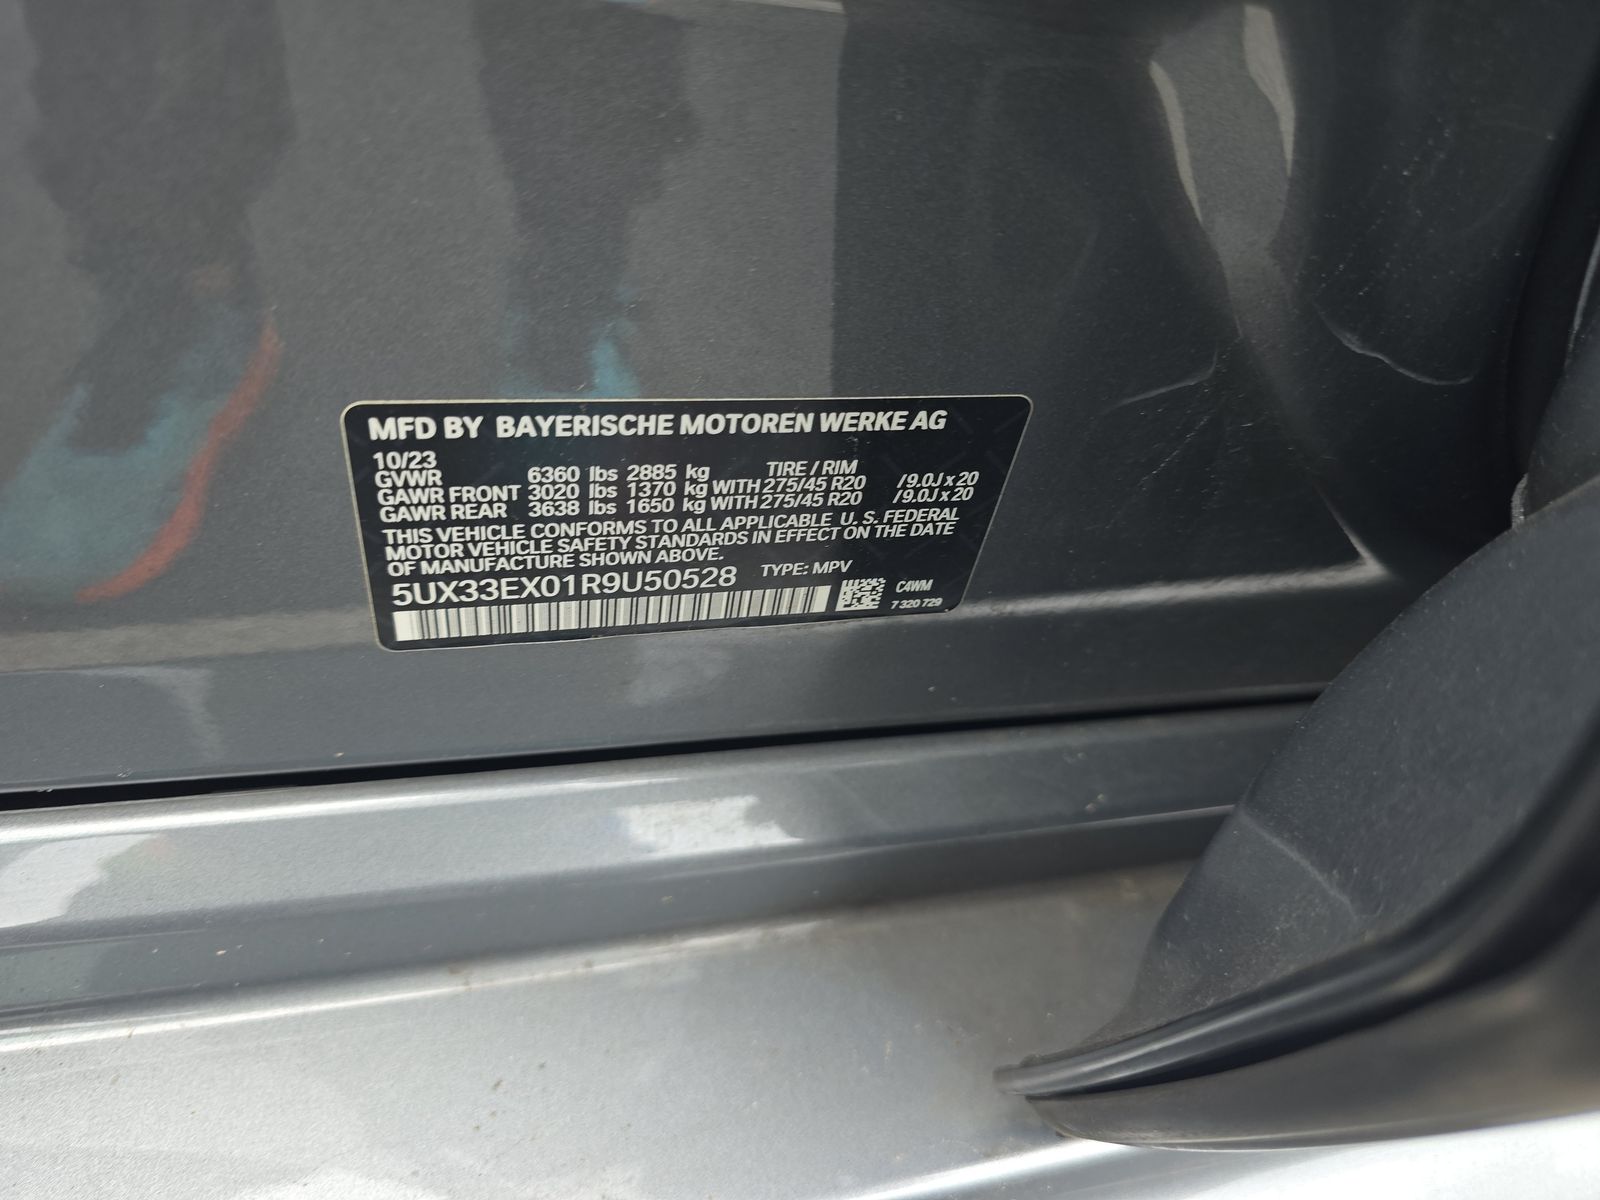 MFD BY BAYERISCHE MOTOREN WERKE AG
10/23
GVWR 6360 lbs 2885 kg TIRE / RIM
GAWR FRONT 3020 lbs 1370 kg WITH 275/45 R20 /9.0J x 20
GAWR REAR 3638 lbs 1650 kg WITH 275/45 R20 /9.0J x 20
THIS VEHICLE CONFORMS TO ALL APPLICABLE U. S. FEDERAL
MOTOR VEHICLE SAFETY STANDARDS IN EFFECT ON THE DATE
OF MANUFACTURE SHOWN ABOVE.
5UX33EX01R9U50528 TYPE: MPV
C4WM
7 320 729